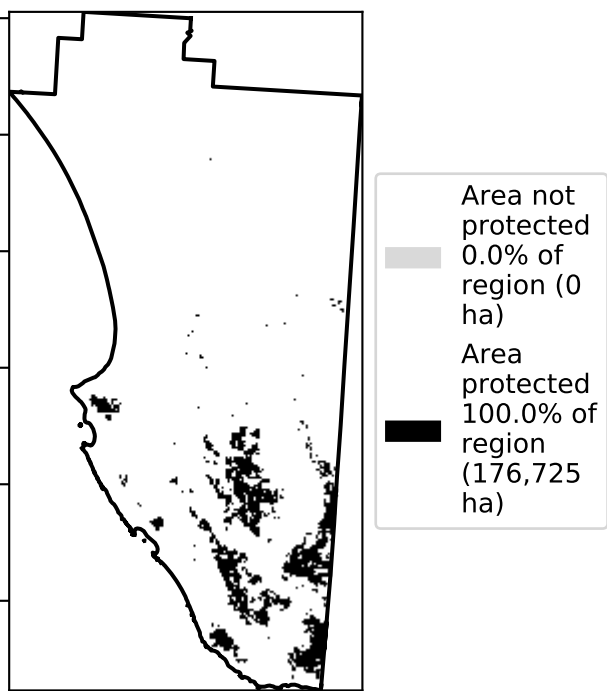 Area not
protected
0.0% of
region (0
ha)
Area
protected
100.0% of
region
(176,725
ha)